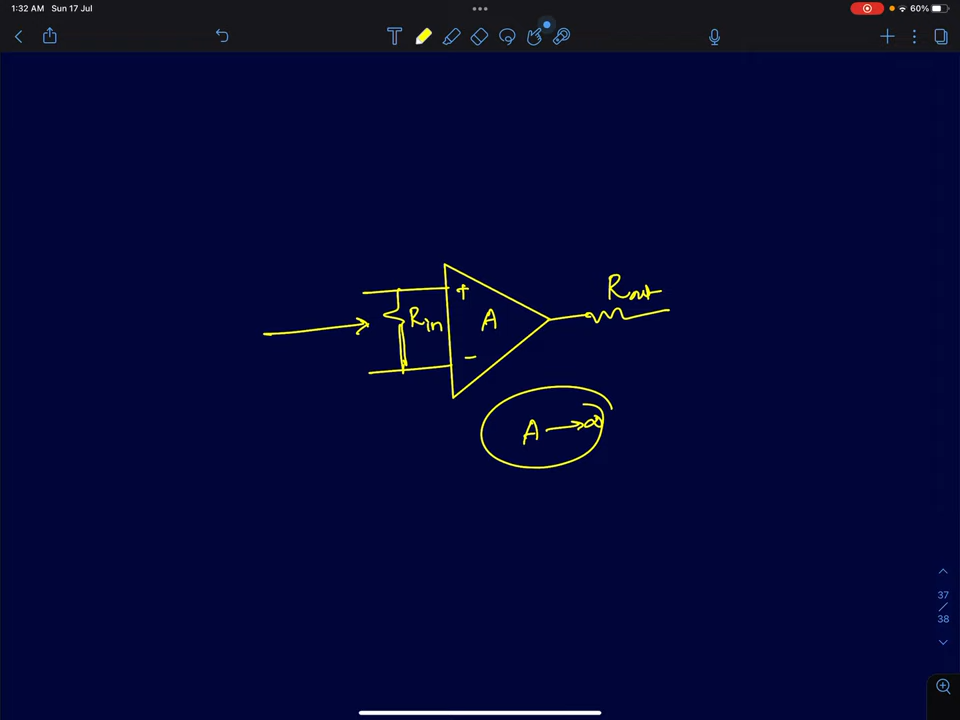 1:32 AM Sun 17 Jul
60%
T
Rout
+
Rin
A
-
A → ∞
37
/
38